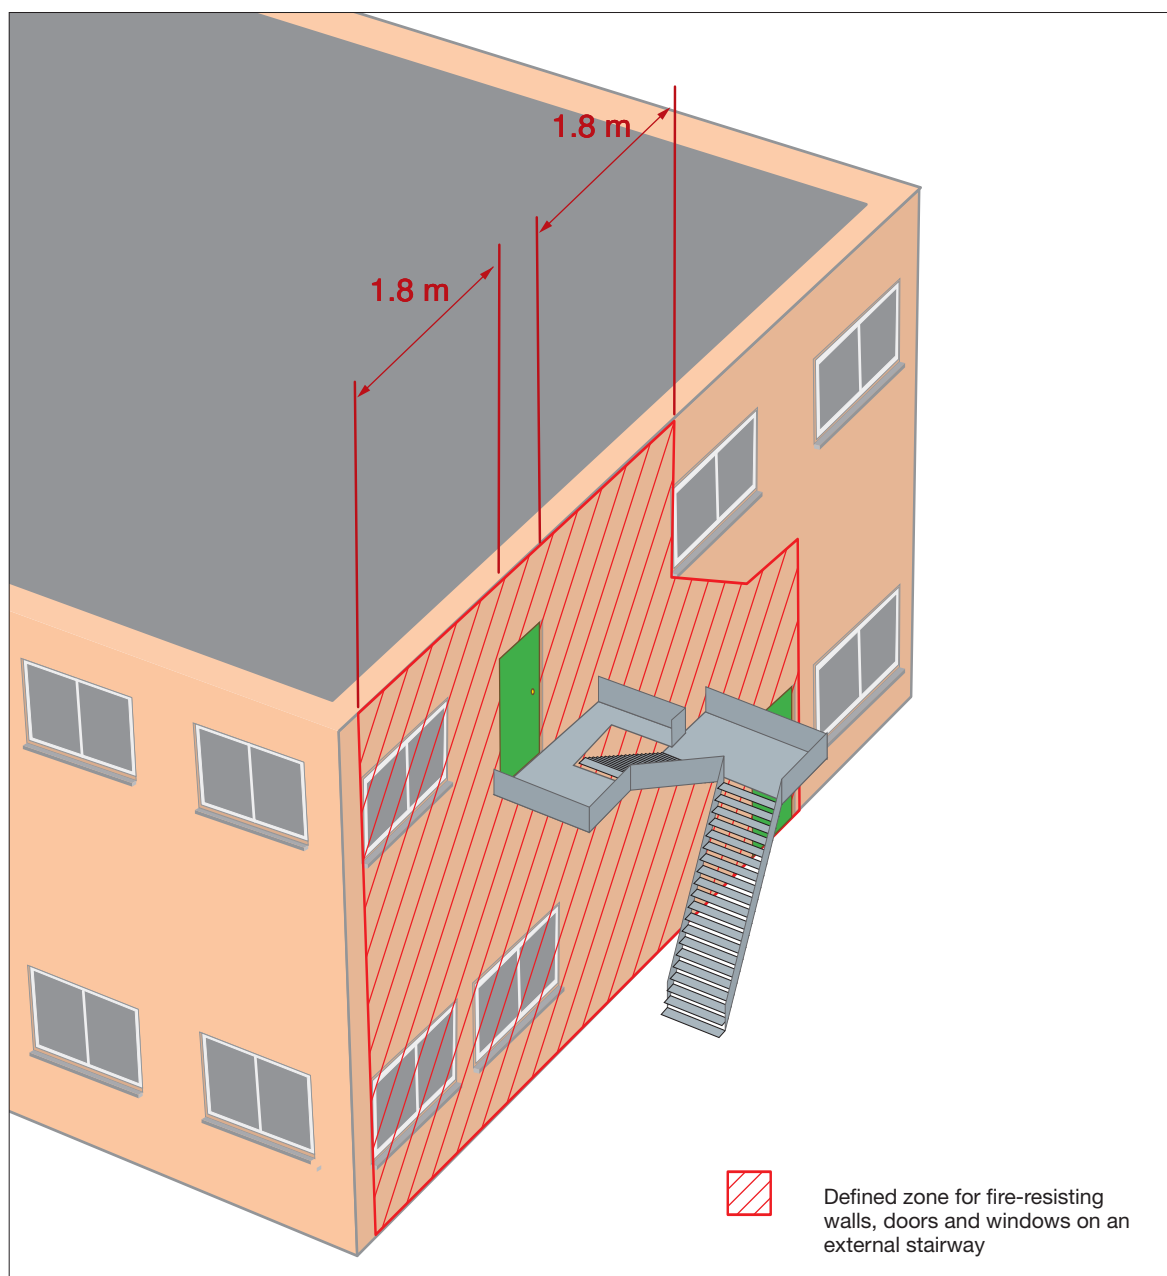 1.8 m
1.8 m
Defined zone for fire-resisting
walls, doors and windows on an
external stairway